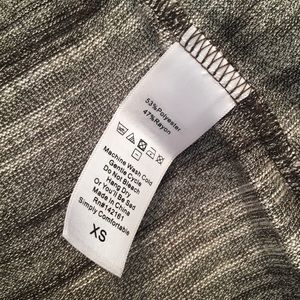 53%Polyester
47%Rayon
Machine Wash Cold
Gentle Cycle
Do Not Bleach
Hang Dry
Or You'll Be Sad
Made In China
Rn#142161
Simply Comfortable
XS